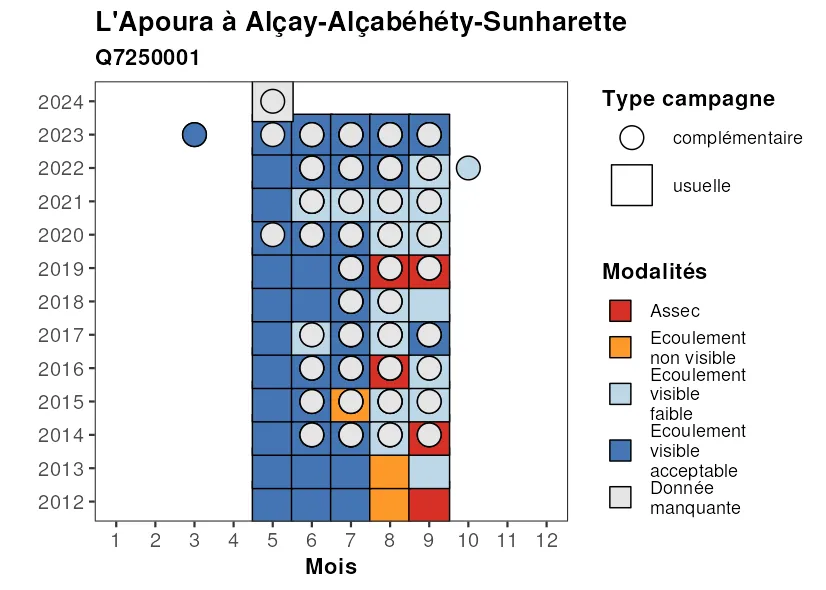 L'Apoura à Alçay-Alçabéhéty-Sunharette
Q7250001
2024
2023
2022
2021
2020
2019
2018
2017
2016
2015
2014
2013
2012
1 2 3 4 5 6 7 8 9 10 11 12
Mois
Type campagne
complémentaire
usuelle
Modalités
Assec
Ecoulement
non visible
Ecoulement
visible
faible
Ecoulement
visible
acceptable
Donnée
manquante